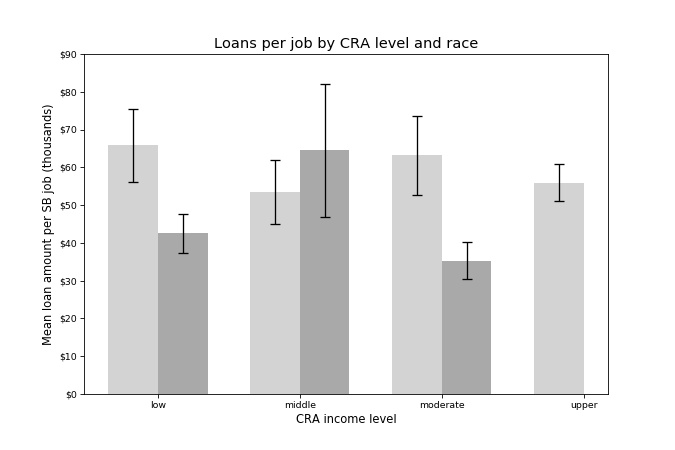 Loans per job by CRA level and race
Mean loan amount per SB job (thousands)
$90
$80
$70
$60
$50
$40
$30
$20
$10
$0
low middle moderate upper
CRA income level